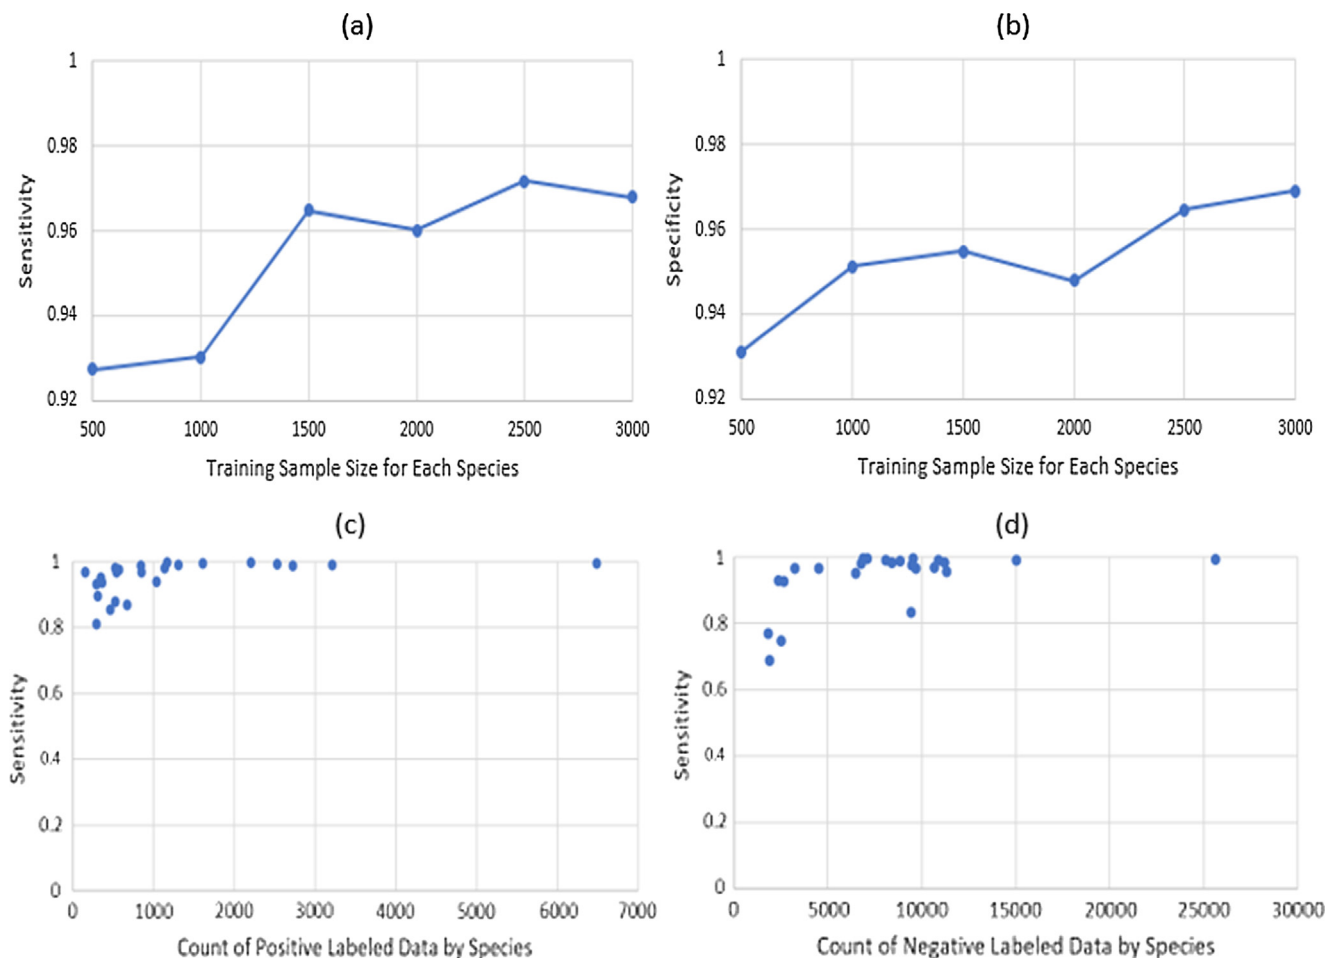 (a)
1
0.98
0.96
0.94
0.92
Sensitivity
500 1000 1500 2000 2500 3000
Training Sample Size for Each Species
(b)
1
0.98
0.96
0.94
0.92
Specificity
500 1000 1500 2000 2500 3000
Training Sample Size for Each Species
(c)
1
0.8
0.6
0.4
0.2
0
Sensitivity
0 1000 2000 3000 4000 5000 6000 7000
Count of Positive Labeled Data by Species
(d)
1
0.8
0.6
0.4
0.2
0
Sensitivity
0 5000 10000 15000 20000 25000 30000
Count of Negative Labeled Data by Species